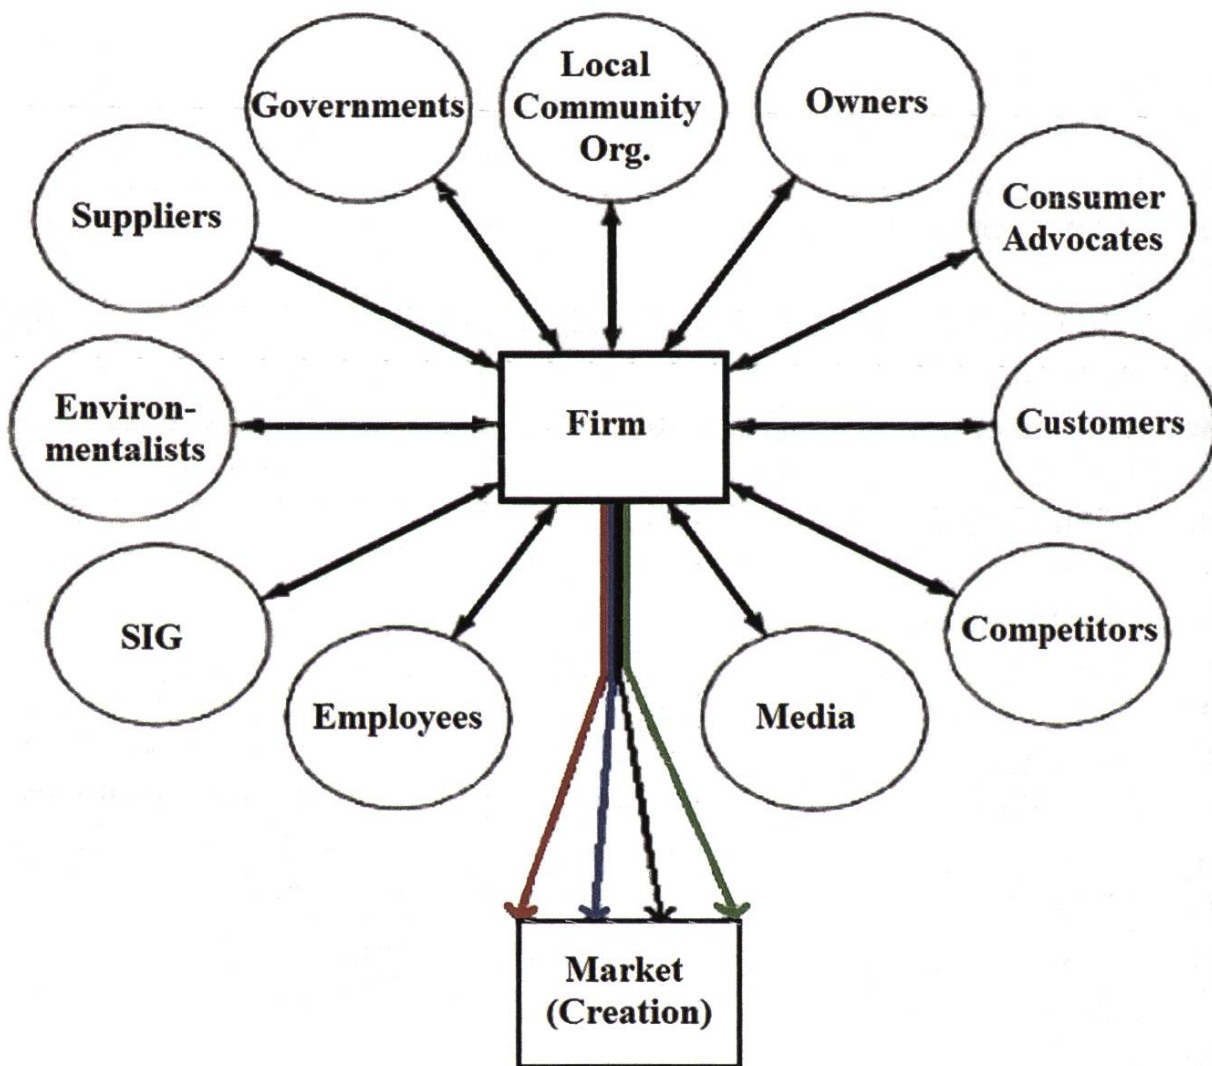 Local
Community
Org.
Governments
Owners
Suppliers
Consumer
Advocates
Environ-
mentalists
Firm
Customers
SIG
Employees
Media
Competitors
Market
(Creation)